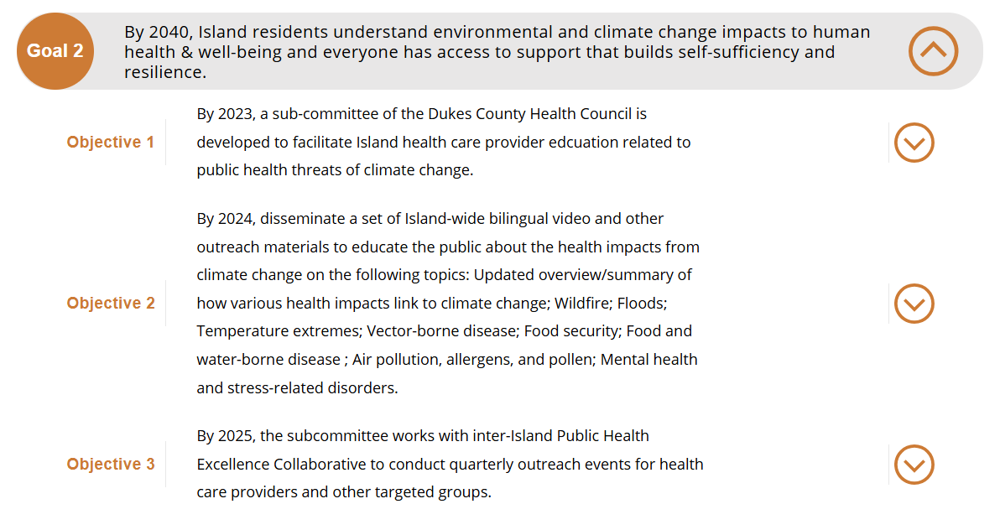 Goal 2
By 2040, Island residents understand environmental and climate change impacts to human
health & well-being and everyone has access to support that builds self-sufficiency and
resilience.
Objective 1
By 2023, a sub-committee of the Dukes County Health Council is
developed to facilitate Island health care provider edcuation related to
public health threats of climate change.
Objective 2
By 2024, disseminate a set of Island-wide bilingual video and other
outreach materials to educate the public about the health impacts from
climate change on the following topics: Updated overview/summary of
how various health impacts link to climate change; Wildfire; Floods;
Temperature extremes; Vector-borne disease; Food security; Food and
water-borne disease ; Air pollution, allergens, and pollen; Mental health
and stress-related disorders.
Objective 3
By 2025, the subcommittee works with inter-Island Public Health
Excellence Collaborative to conduct quarterly outreach events for health
care providers and other targeted groups.